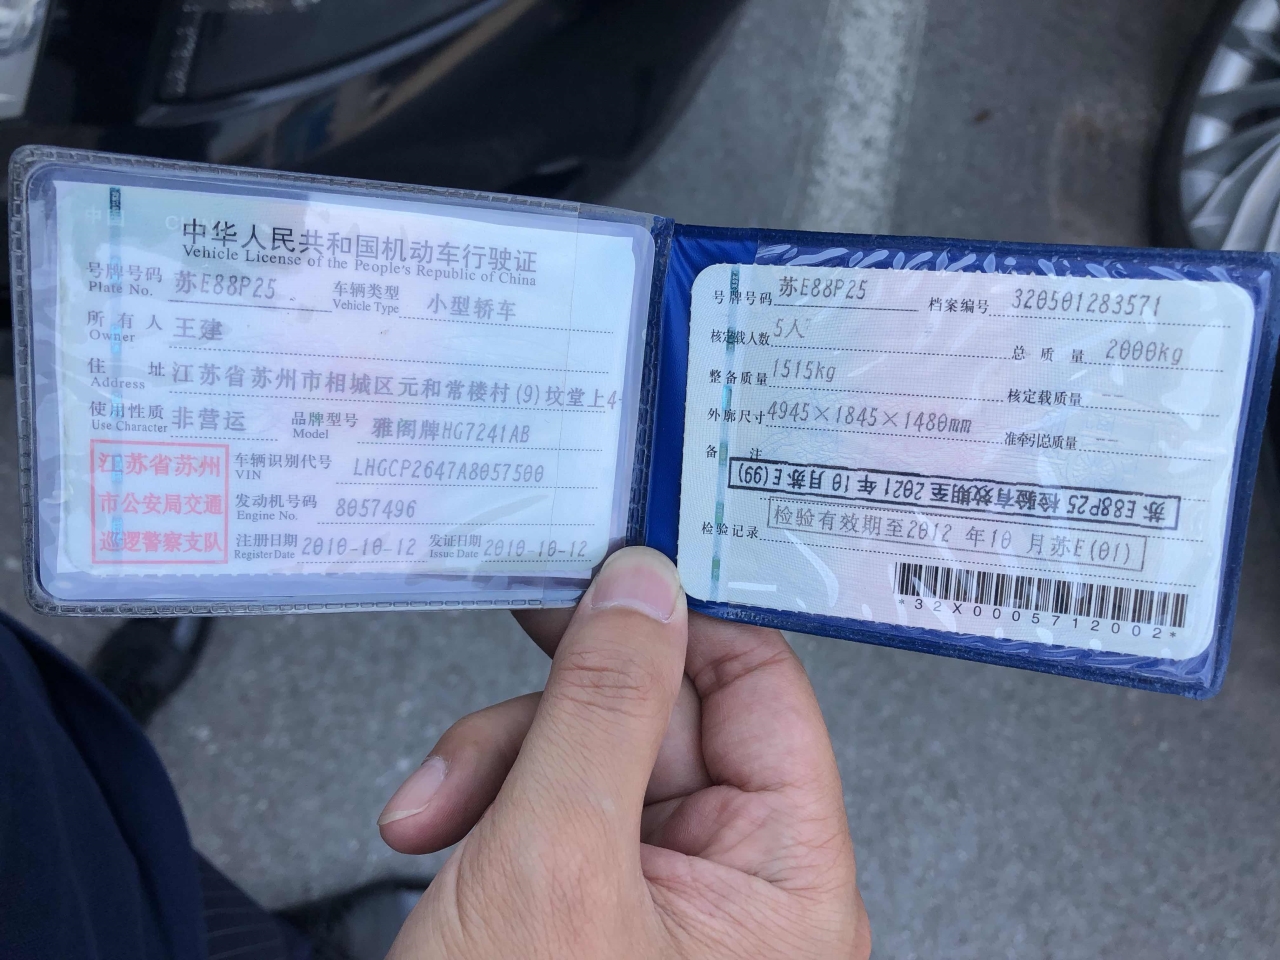 中华人民共和国机动车行驶证
Vehicle License of the People's Republic of China
号牌号码 苏E88P25 车辆类型 小型轿车
Plate No. Vehicle Type
所有人 王建
Owner
住址 江苏省苏州市相城区元和常楼村(9)坟堂上4
Address
使用性质 非营运 品牌型号 雅阁牌HG7241AB
Use Character Model
江苏省苏州
市公安局交通
巡逻警察支队
车辆识别代号 LHGCP2647A8057500
VIN
发动机号码 8057496
Engine No.
注册日期 2010-10-12 发证日期 2010-10-12
Register Date Issue Date
号牌号码 苏E88P25 档案编号 320501283571
核定载人数 5人 总质量 2000kg
整备质量 1515kg 核定载质量 --
外廓尺寸 4945×1845×1480mm 准牵引总质量 --
备注
苏E88P25 检验有效期至2021年10月苏E(99)
检验记录 检验有效期至2012年10月苏E(01)
*32X0005712002*